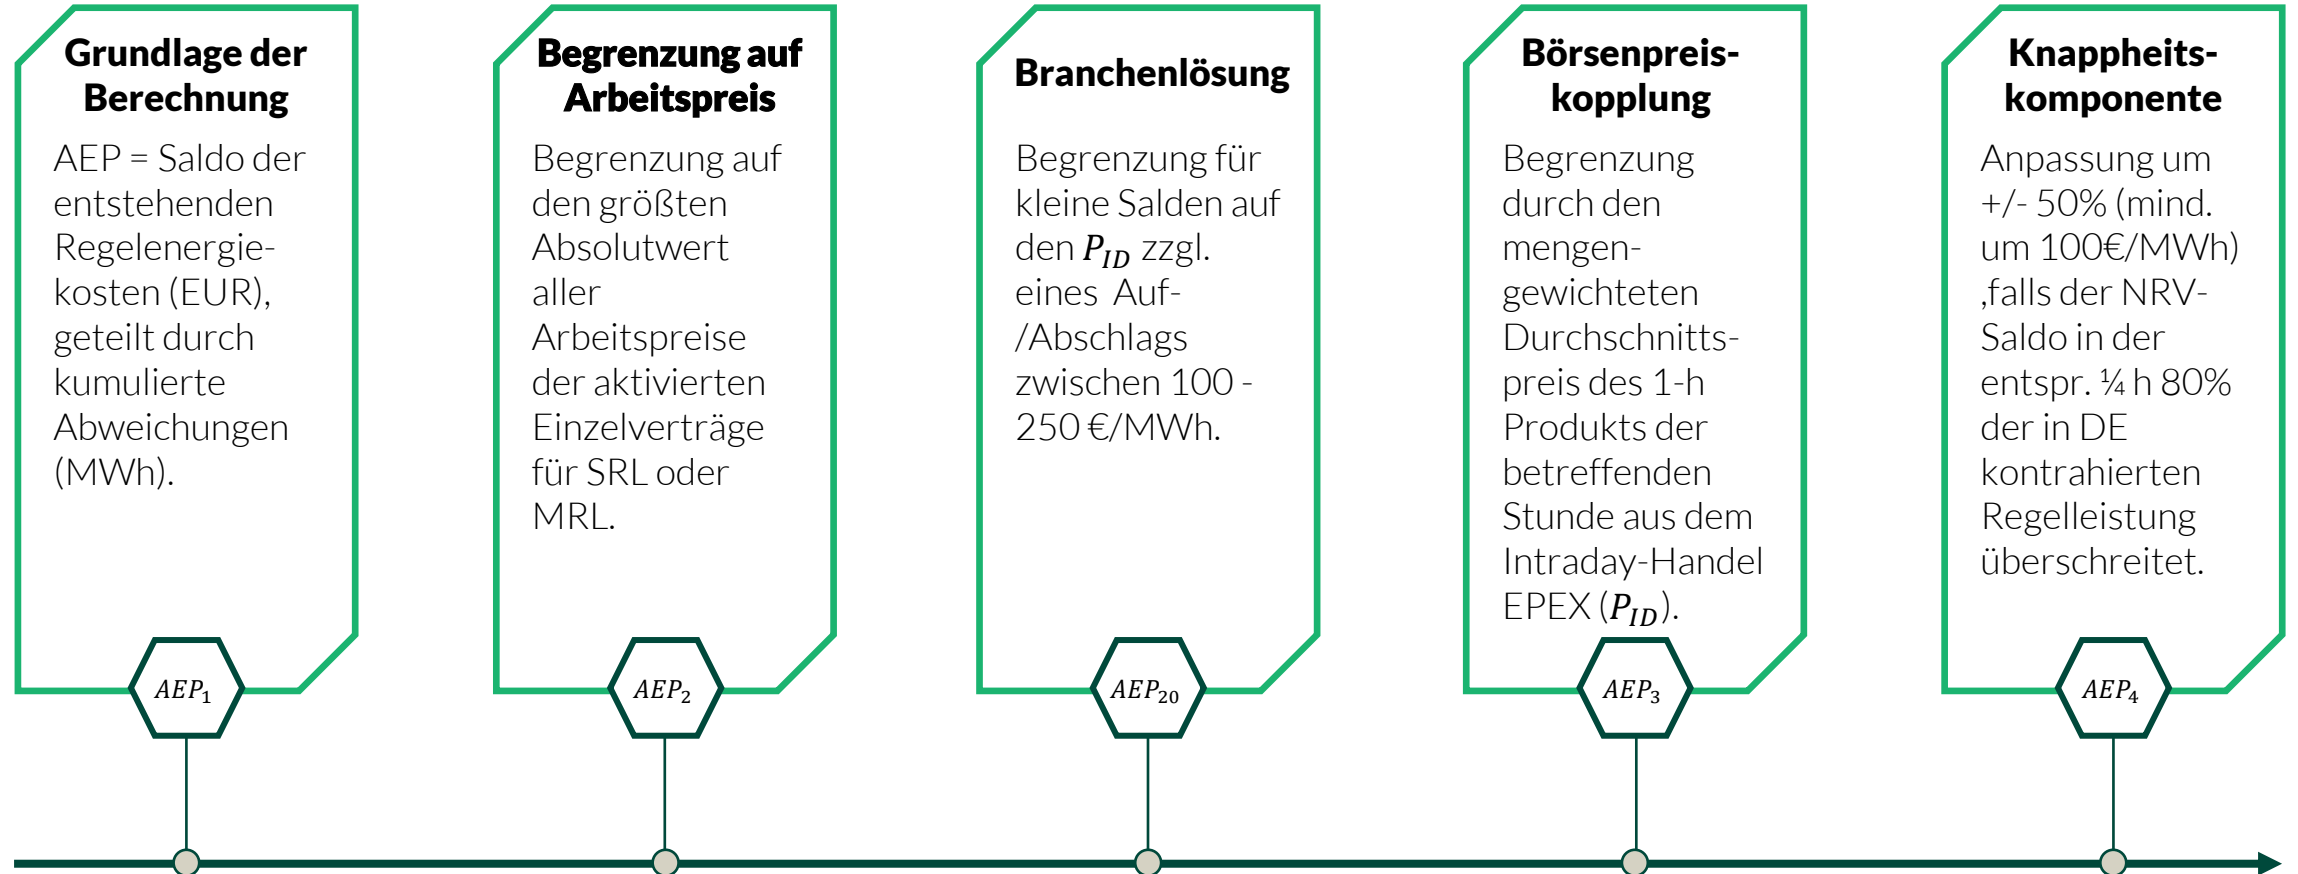 Grundlage der
Berechnung
AEP = Saldo der
entstehenden
Regelenergie-
kosten (EUR),
geteilt durch
kumulierte
Abweichungen
(MWh).
AEP₁
Begrenzung auf
Arbeitspreis
Begrenzung auf
den größten
Absolutwert
aller
Arbeitspreise
der aktivierten
Einzelverträge
für SRL oder
MRL.
AEP₂
Branchenlösung
Begrenzung für
kleine Salden auf
den P_ID zzgl.
eines Auf-
/Abschlags
zwischen 100 -
250 €/MWh.
AEP₂₀
Börsenpreis-
kopplung
Begrenzung
durch den
mengen-
gewichteten
Durchschnitts-
preis des 1-h
Produkts der
betreffenden
Stunde aus dem
Intraday-Handel
EPEX (P_ID).
AEP₃
Knappheits-
komponente
Anpassung um
+/- 50% (mind.
um 100€/MWh)
,falls der NRV-
Saldo in der
entspr. ¼ h 80%
der in DE
kontrahierten
Regelleistung
überschreitet.
AEP₄